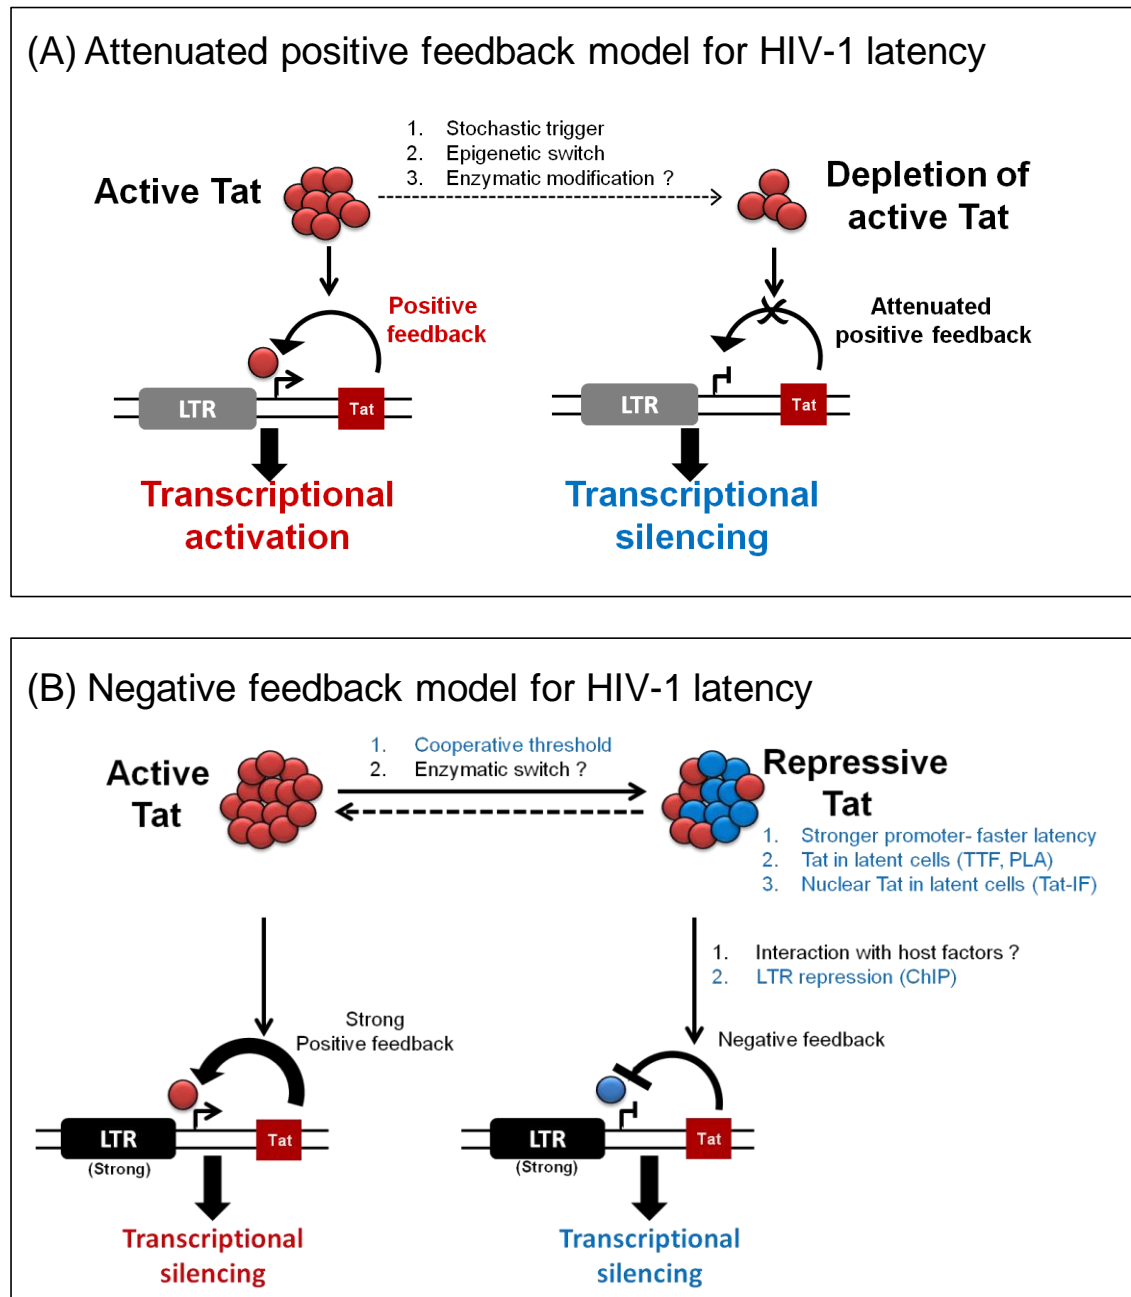 (A) Attenuated positive feedback model for HIV-1 latency
1. Stochastic trigger
2. Epigenetic switch
3. Enzymatic modification ?
Active Tat
Depletion of
active Tat
Positive
feedback
Attenuated
positive feedback
LTR
Tat
LTR
Tat
Transcriptional
activation
Transcriptional
silencing
(B) Negative feedback model for HIV-1 latency
Active
Tat
1. Cooperative threshold
2. Enzymatic switch ?
Repressive
Tat
1. Stronger promoter- faster latency
2. Tat in latent cells (TTF, PLA)
3. Nuclear Tat in latent cells (Tat-IF)
1. Interaction with host factors ?
2. LTR repression (ChIP)
Strong
Positive feedback
Negative feedback
LTR
(Strong)
Tat
LTR
(Strong)
Tat
Transcriptional
silencing
Transcriptional
silencing